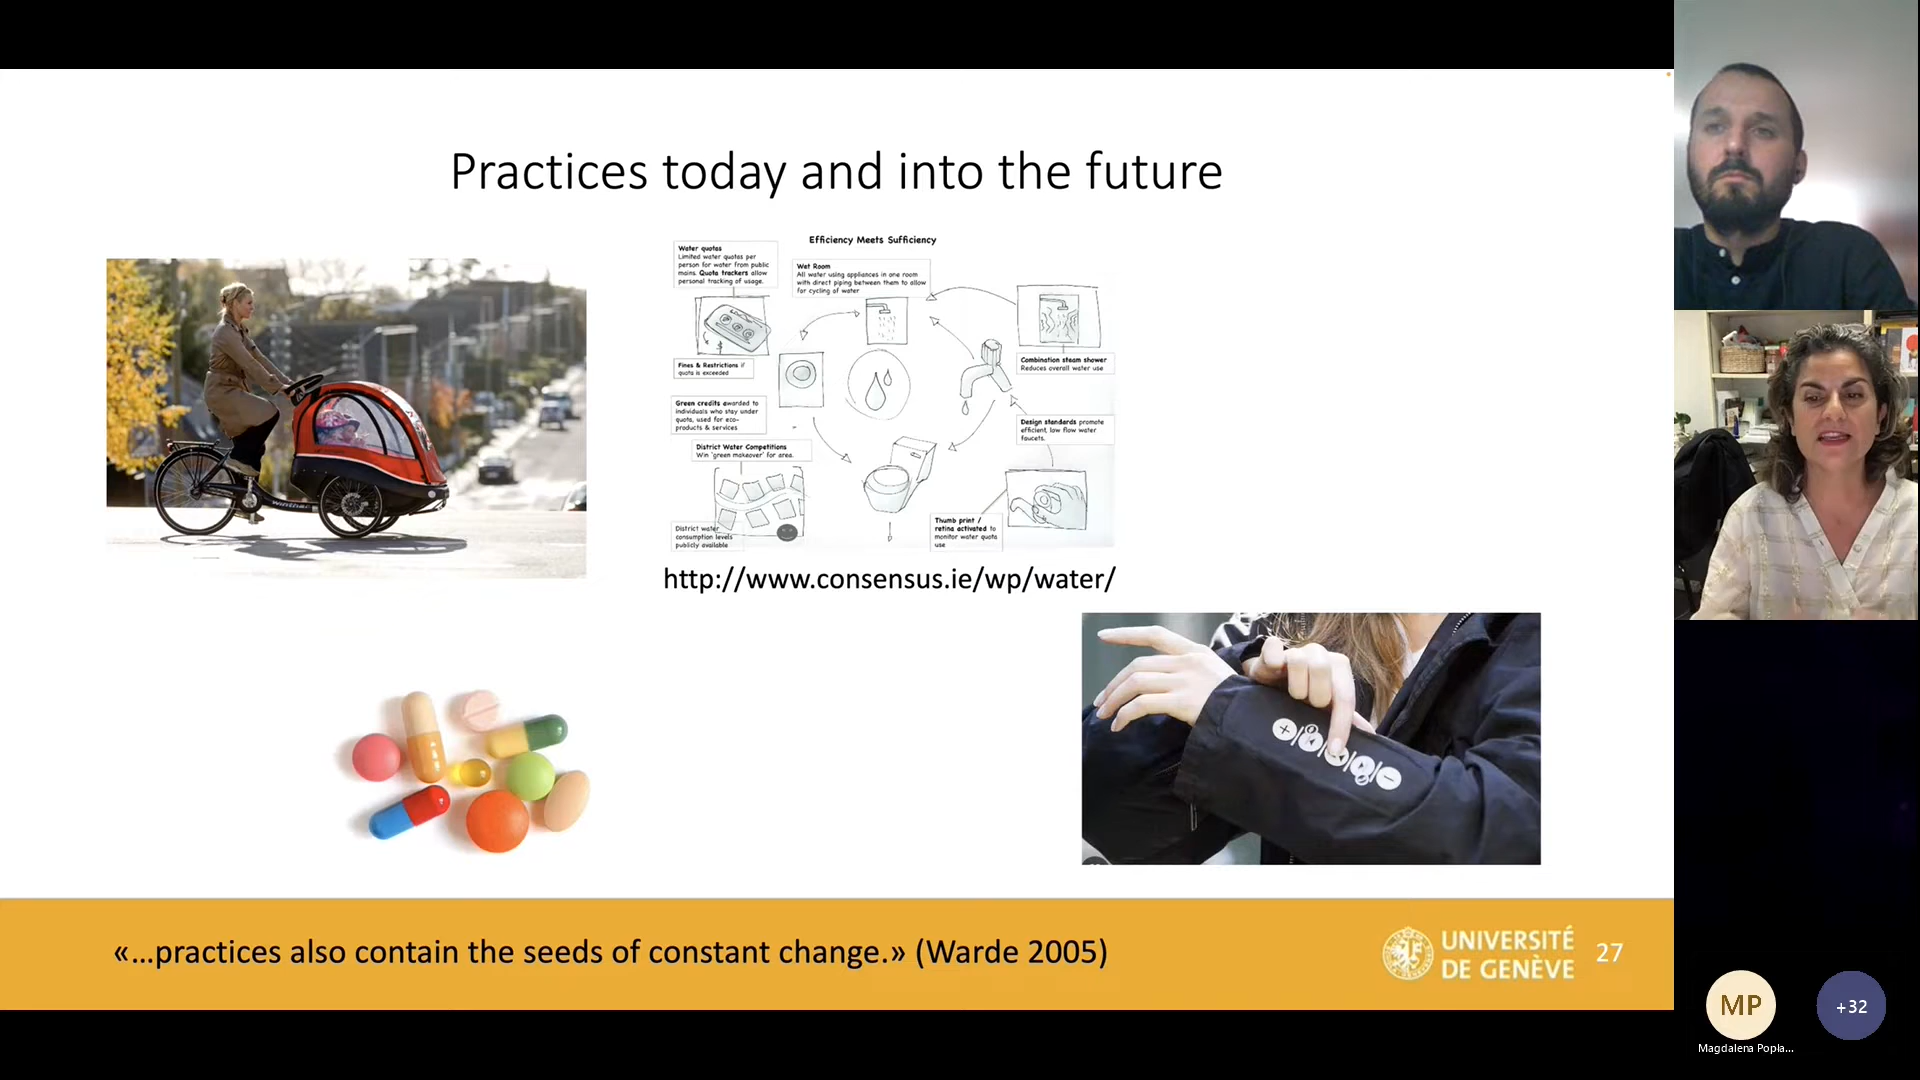 Practices today and into the future
Efficiency Meets Sufficiency
Water quotas
Limited water quotas per
person for water from public
mains. Quota trackers allow
personal tracking of usage.
Wet Room
All water using appliances in one room
with direct piping between them to allow
for cycling of water
Combination steam shower
Reduces overall water use
Fines & Restrictions if
quota is exceeded
Green credits awarded to
individuals who stay under
quota, used for eco-
products & services
Design standards promote
efficient, low flow water
faucets.
District Water Competitions
Win 'green makeover' for area.
District water
consumption levels
publicly available
Thumb print /
retina activated to
monitor water quota
use
http://www.consensus.ie/wp/water/
«…practices also contain the seeds of constant change.» (Warde 2005)
UNIVERSITÉ
DE GENÈVE
27
MP
+32
Magdalena Popla...